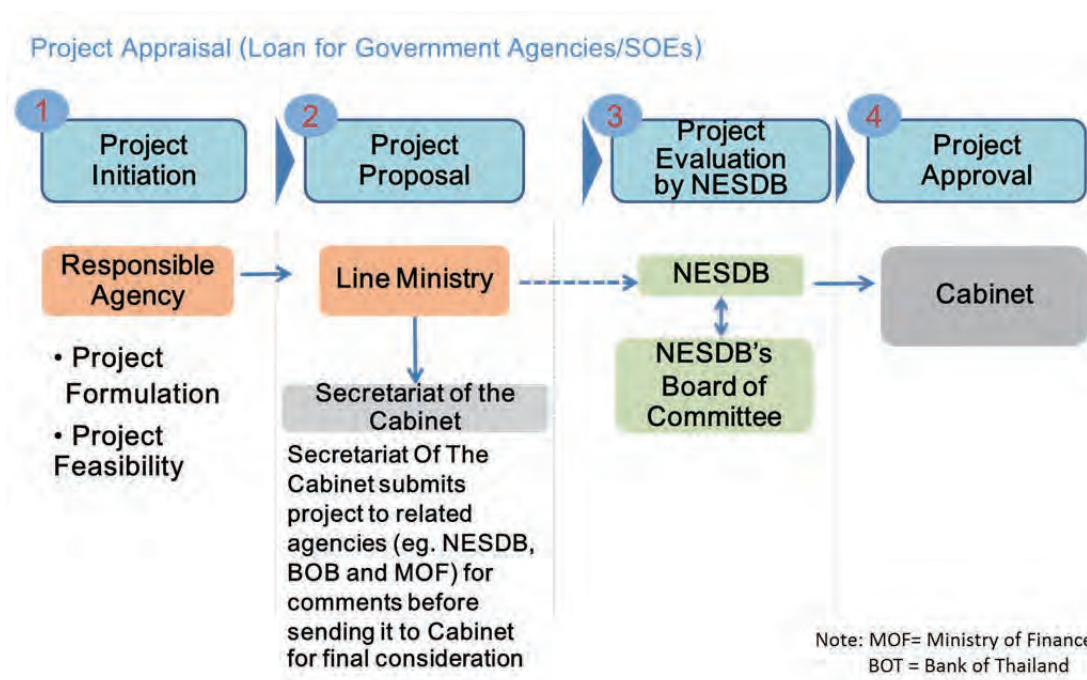 Project Appraisal (Loan for Government Agencies/SOEs)
1
Project
Initiation
2
Project
Proposal
3
Project
Evaluation
by NESDB
4
Project
Approval
Responsible
Agency
Line Ministry
NESDB
Cabinet
• Project
Formulation
• Project
Feasibility
Secretariat of the
Cabinet
Secretariat Of The
Cabinet submits
project to related
agencies (eg. NESDB,
BOB and MOF) for
comments before
sending it to Cabinet
for final consideration
NESDB's
Board of
Committee
Note: MOF= Ministry of Finance
BOT = Bank of Thailand